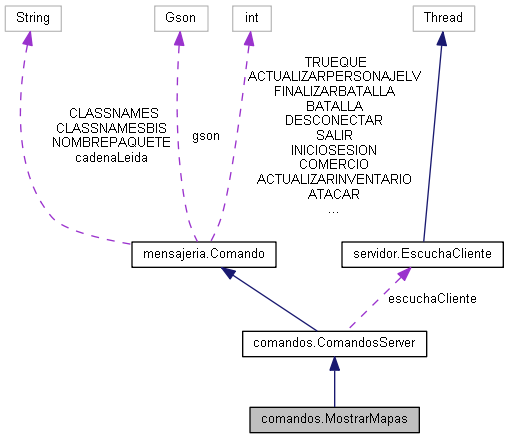 String
Gson
int
Thread
TRUEQUE
ACTUALIZARPERSONAJELV
FINALIZARBATALLA
BATALLA
DESCONECTAR
SALIR
INICIOSESION
COMERCIO
ACTUALIZARINVENTARIO
ATACAR
...
CLASSNAMES
CLASSNAMESBIS
NOMBREPAQUETE
cadenaLeida
gson
mensajeria.Comando
servidor.EscuchaCliente
escuchaCliente
comandos.ComandosServer
comandos.MostrarMapas